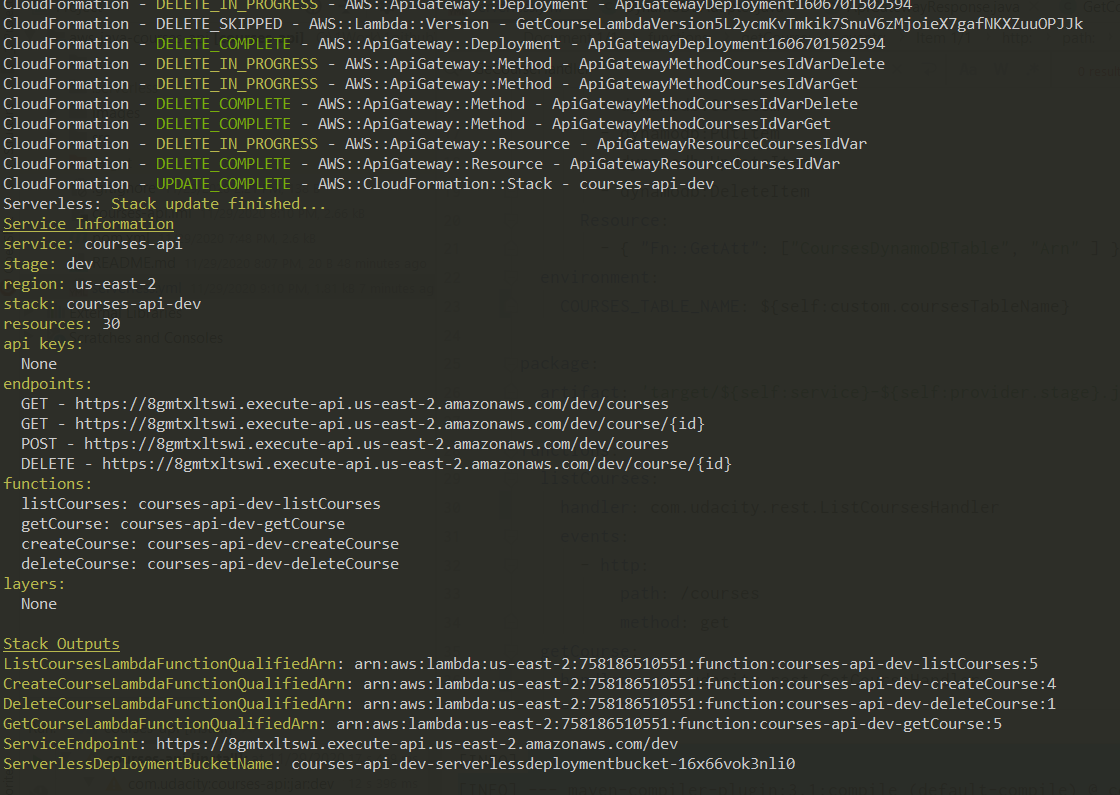 CloudFormation - DELETE_IN_PROGRESS - AWS::ApiGateway::Deployment - ApiGatewayDeployment1606701502594
CloudFormation - DELETE_SKIPPED - AWS::Lambda::Version - GetCourseLambdaVersion5L2ycmKvTmkik7SnuV6zMjoieX7gafNKXZuuOPJJk
CloudFormation - DELETE_COMPLETE - AWS::ApiGateway::Deployment - ApiGatewayDeployment1606701502594
CloudFormation - DELETE_IN_PROGRESS - AWS::ApiGateway::Method - ApiGatewayMethodCoursesIdVarDelete
CloudFormation - DELETE_IN_PROGRESS - AWS::ApiGateway::Method - ApiGatewayMethodCoursesIdVarGet
CloudFormation - DELETE_COMPLETE - AWS::ApiGateway::Method - ApiGatewayMethodCoursesIdVarDelete
CloudFormation - DELETE_COMPLETE - AWS::ApiGateway::Method - ApiGatewayMethodCoursesIdVarGet
CloudFormation - DELETE_IN_PROGRESS - AWS::ApiGateway::Resource - ApiGatewayResourceCoursesIdVar
CloudFormation - DELETE_COMPLETE - AWS::ApiGateway::Resource - ApiGatewayResourceCoursesIdVar
CloudFormation - UPDATE_COMPLETE - AWS::CloudFormation::Stack - courses-api-dev
Serverless: Stack update finished...
Service Information
service: courses-api
stage: dev
region: us-east-2
stack: courses-api-dev
resources: 30
api keys:
None
endpoints:
GET - https://8gmtxltswi.execute-api.us-east-2.amazonaws.com/dev/courses
GET - https://8gmtxltswi.execute-api.us-east-2.amazonaws.com/dev/course/{id}
POST - https://8gmtxltswi.execute-api.us-east-2.amazonaws.com/dev/coures
DELETE - https://8gmtxltswi.execute-api.us-east-2.amazonaws.com/dev/course/{id}
functions:
listCourses: courses-api-dev-listCourses
getCourse: courses-api-dev-getCourse
createCourse: courses-api-dev-createCourse
deleteCourse: courses-api-dev-deleteCourse
layers:
None
Stack Outputs
ListCoursesLambdaFunctionQualifiedArn: arn:aws:lambda:us-east-2:758186510551:function:courses-api-dev-listCourses:5
CreateCourseLambdaFunctionQualifiedArn: arn:aws:lambda:us-east-2:758186510551:function:courses-api-dev-createCourse:4
DeleteCourseLambdaFunctionQualifiedArn: arn:aws:lambda:us-east-2:758186510551:function:courses-api-dev-deleteCourse:1
GetCourseLambdaFunctionQualifiedArn: arn:aws:lambda:us-east-2:758186510551:function:courses-api-dev-getCourse:5
ServiceEndpoint: https://8gmtxltswi.execute-api.us-east-2.amazonaws.com/dev
ServerlessDeploymentBucketName: courses-api-dev-serverlessdeploymentbucket-16x66vok3nli0